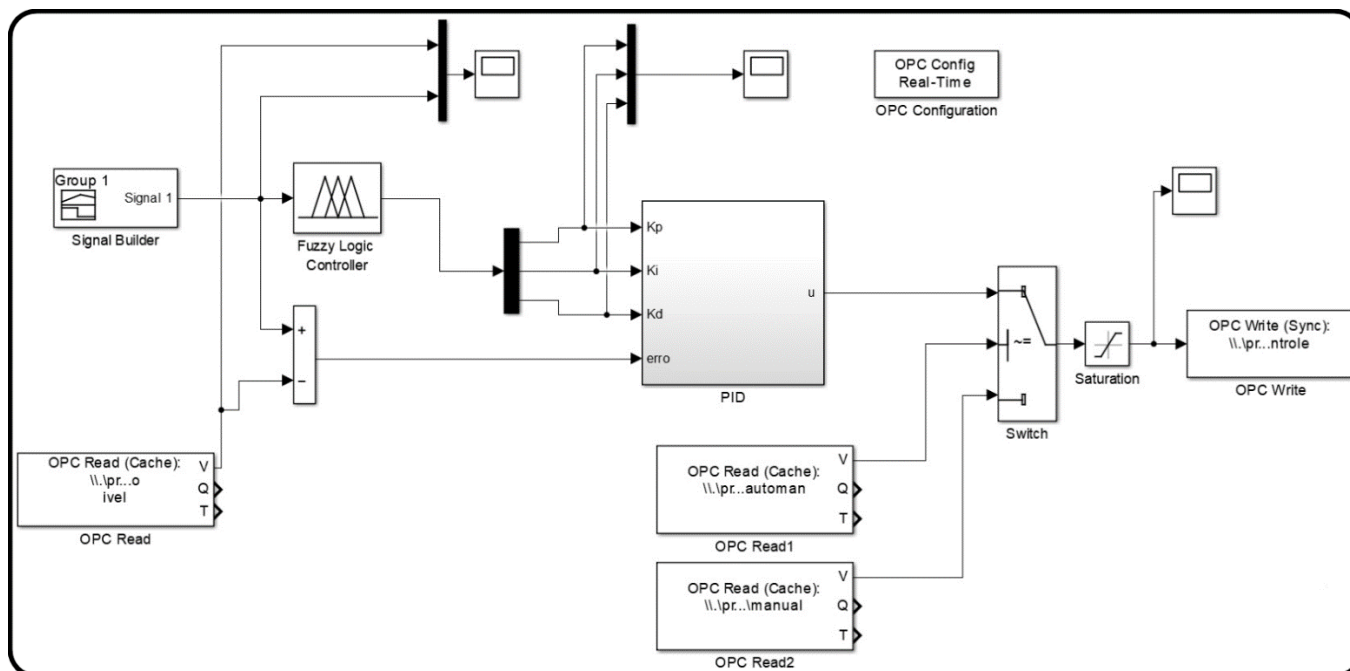 OPC Config
Real-Time
OPC Configuration
Group 1
Signal 1
Signal Builder
Fuzzy Logic
Controller
Kp
Ki
Kd
erro
u
PID
+
−
~=
Switch
Saturation
OPC Write (Sync):
\\.\pr...ntrole
OPC Write
OPC Read (Cache):
\\.\pr...o
ivel
V
Q
T
OPC Read
OPC Read (Cache):
\\.\pr...automan
V
Q
T
OPC Read1
OPC Read (Cache):
\\.\pr...\manual
V
Q
T
OPC Read2